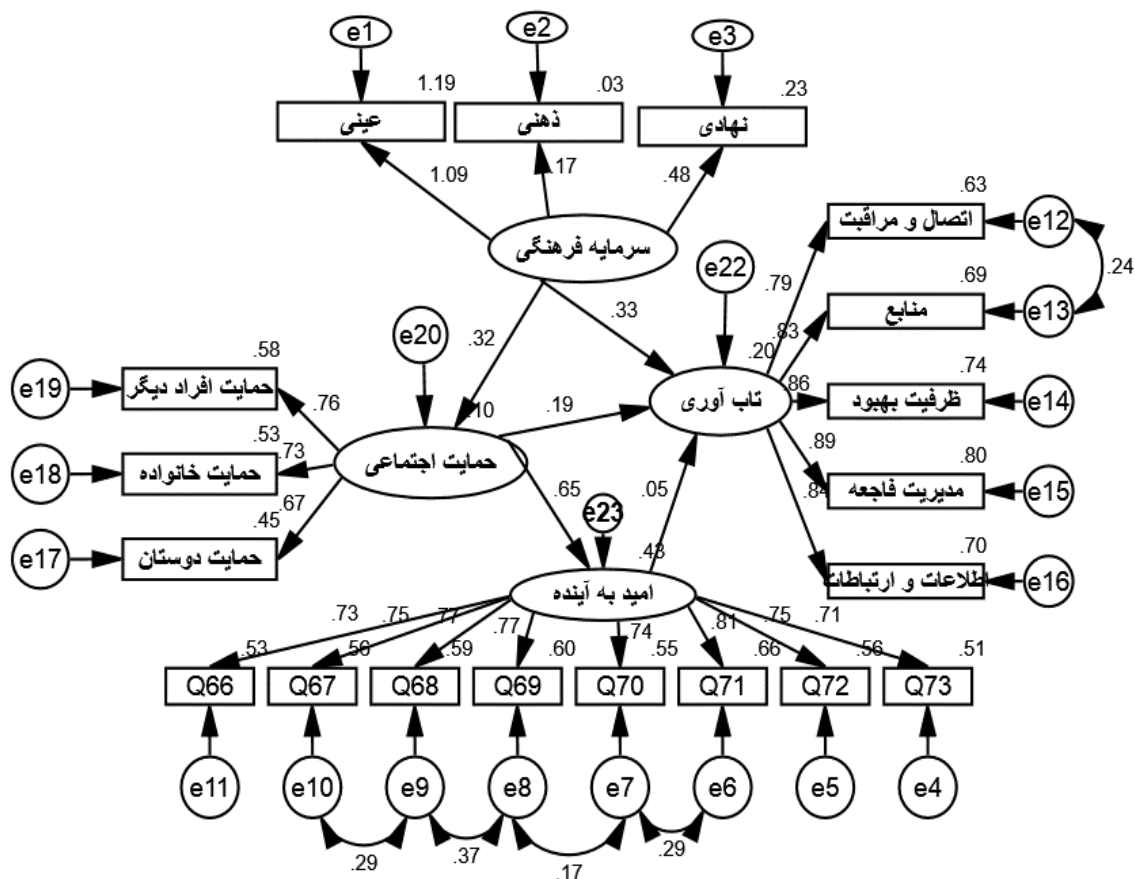 e1
e2
e3
1.19
.03
.23
عینی
ذهنی
نهادی
1.09
.17
.48
.63
سرمایه فرهنگی
اتصال و مراقبت
e12
e22
.79
.24
.69
.33
منابع
e13
e20
.32
.83
.20
.58
.74
e19
حمایت افراد دیگر
.76
.10
.19
تاب آوری
.86
ظرفیت بهبود
e14
.53
.73
.89
.80
e18
حمایت خانواده
حمایت اجتماعی
.65
.05
.84
مدیریت فاجعه
e15
.67
.45
e23
.43
.70
e17
حمایت دوستان
امید به آینده
اطلاعات و ارتباطات
e16
.73
.75
.77
.77
.74
.81
.75
.71
.53
.56
.59
.60
.55
.66
.56
.51
Q66
Q67
Q68
Q69
Q70
Q71
Q72
Q73
e11
e10
e9
e8
e7
e6
e5
e4
.29
.37
.17
.29